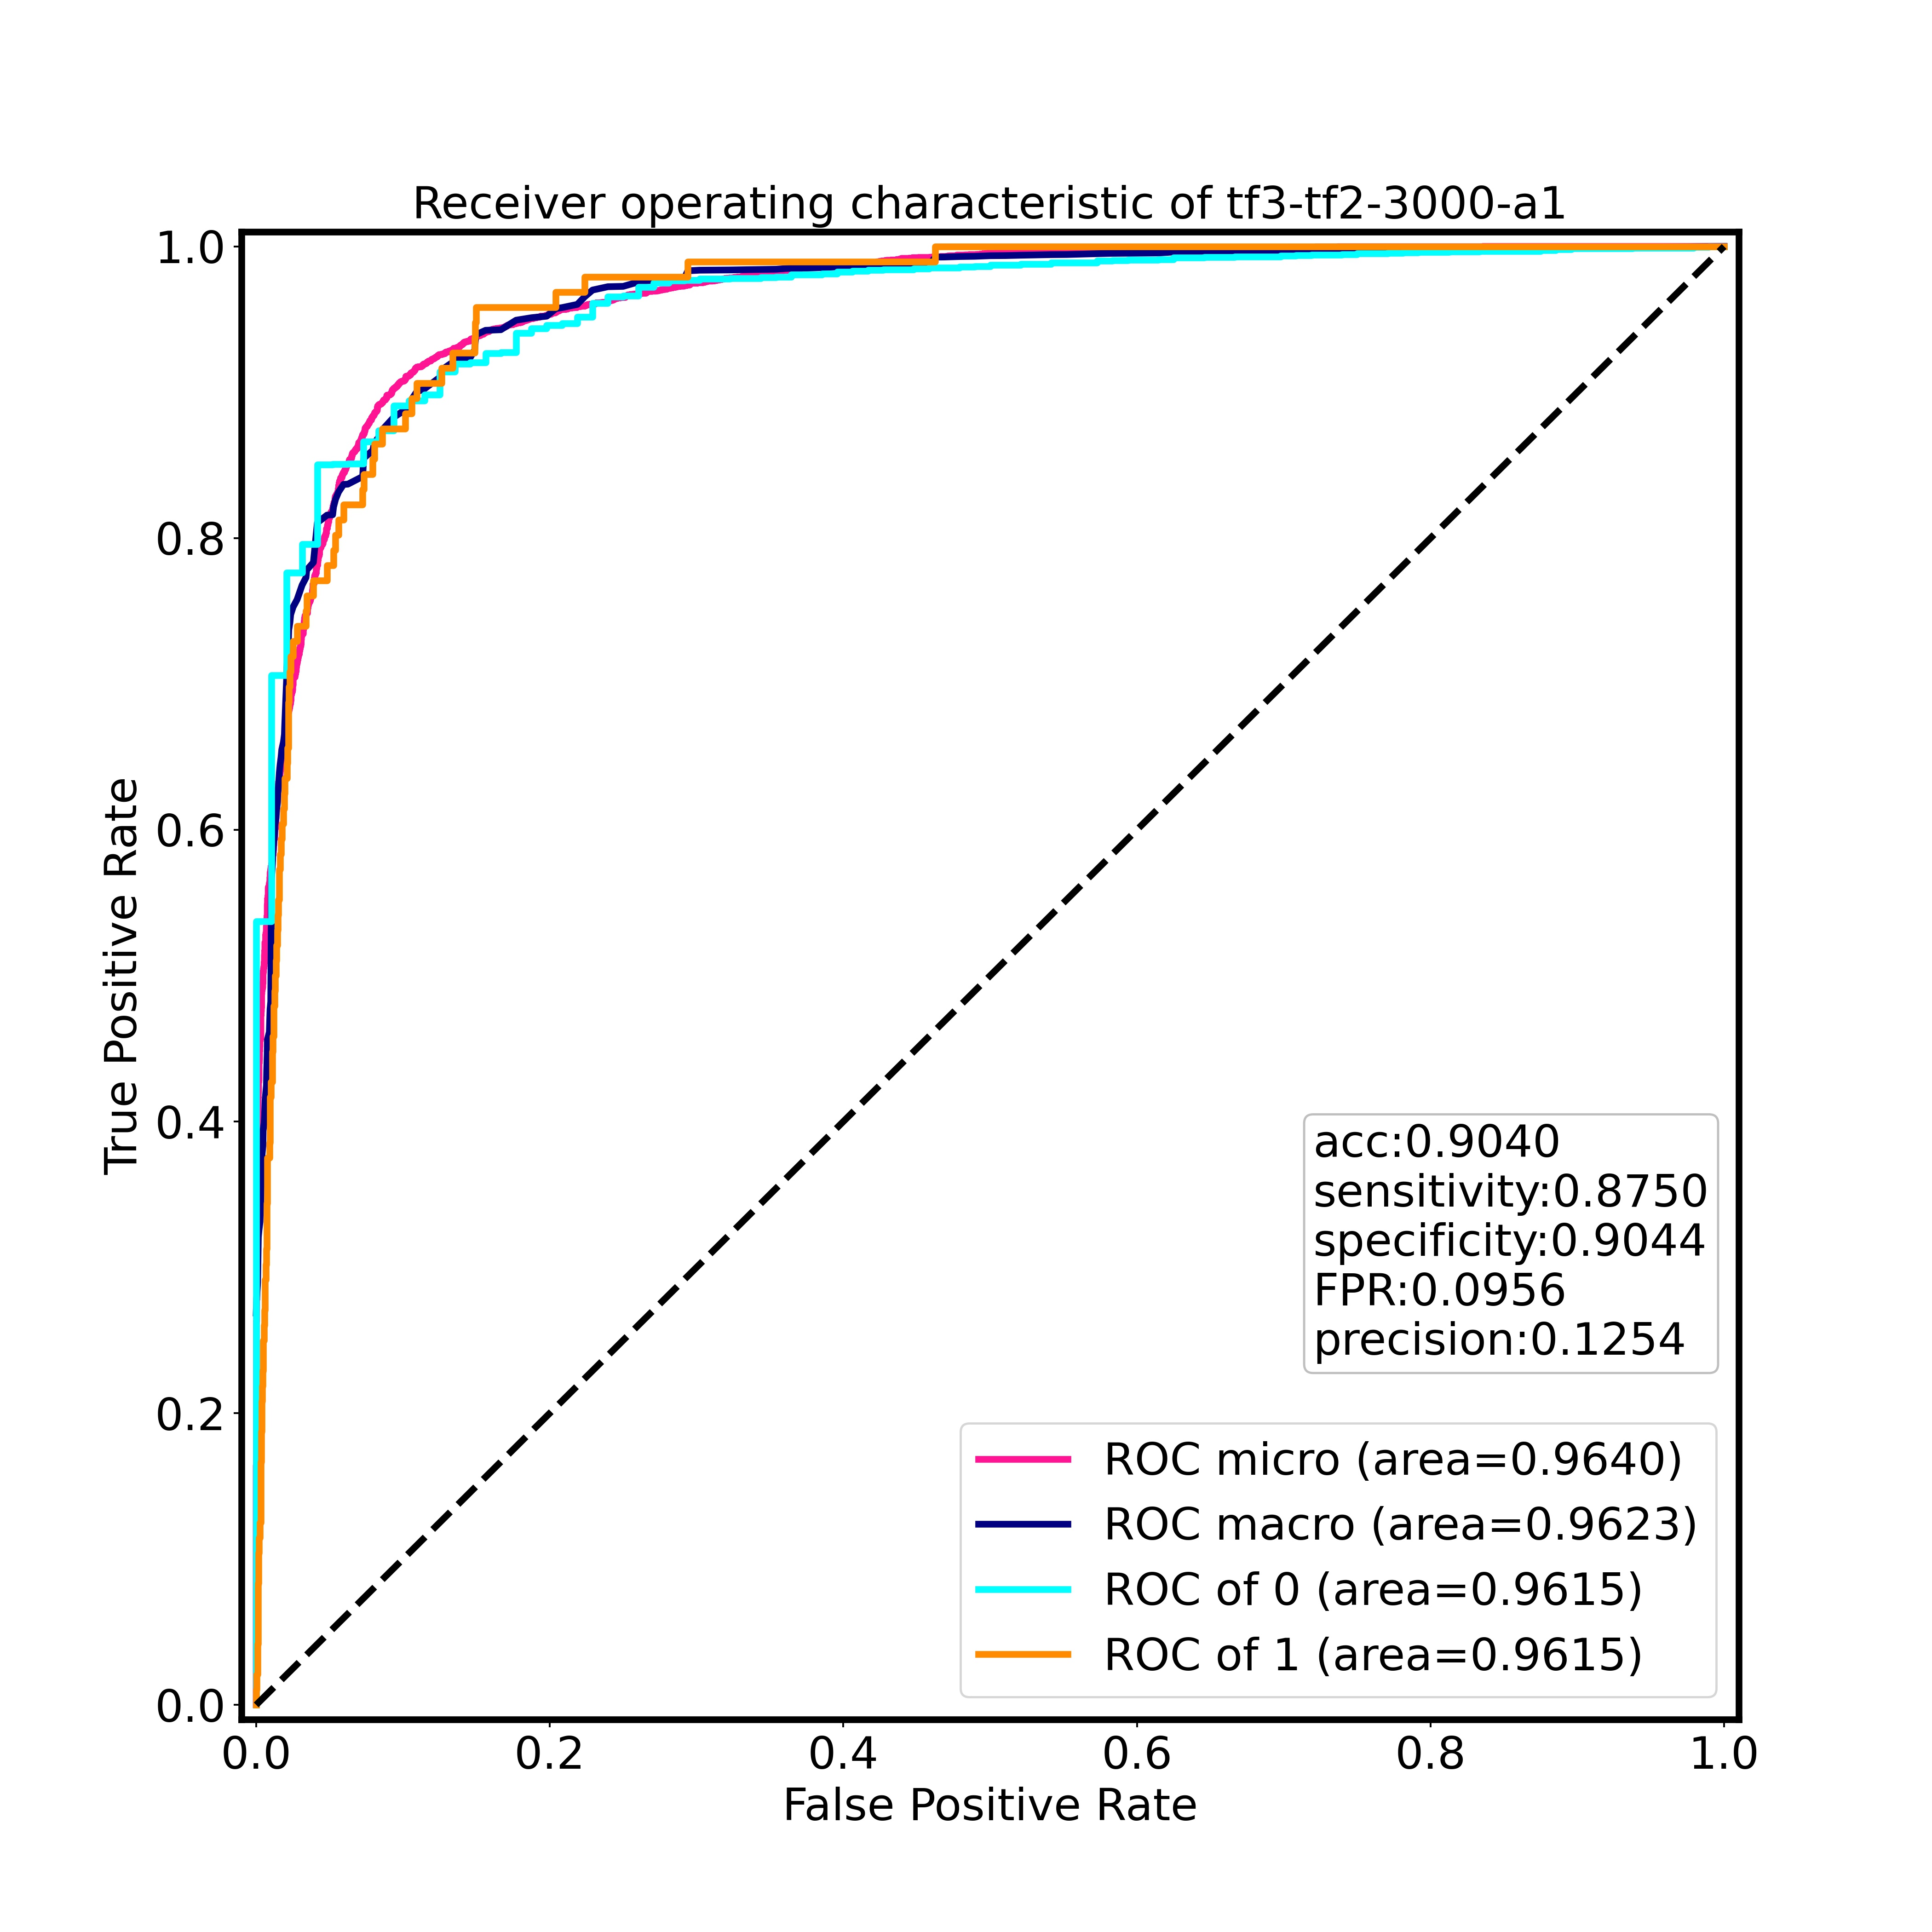 Receiver operating characteristic of tf3-tf2-3000-a1
1.0
0.8
0.6
0.4
0.2
0.0
True Positive Rate
acc:0.9040
sensitivity:0.8750
specificity:0.9044
FPR:0.0956
precision:0.1254
ROC micro (area=0.9640)
ROC macro (area=0.9623)
ROC of 0 (area=0.9615)
ROC of 1 (area=0.9615)
0.0 0.2 0.4 0.6 0.8 1.0
False Positive Rate